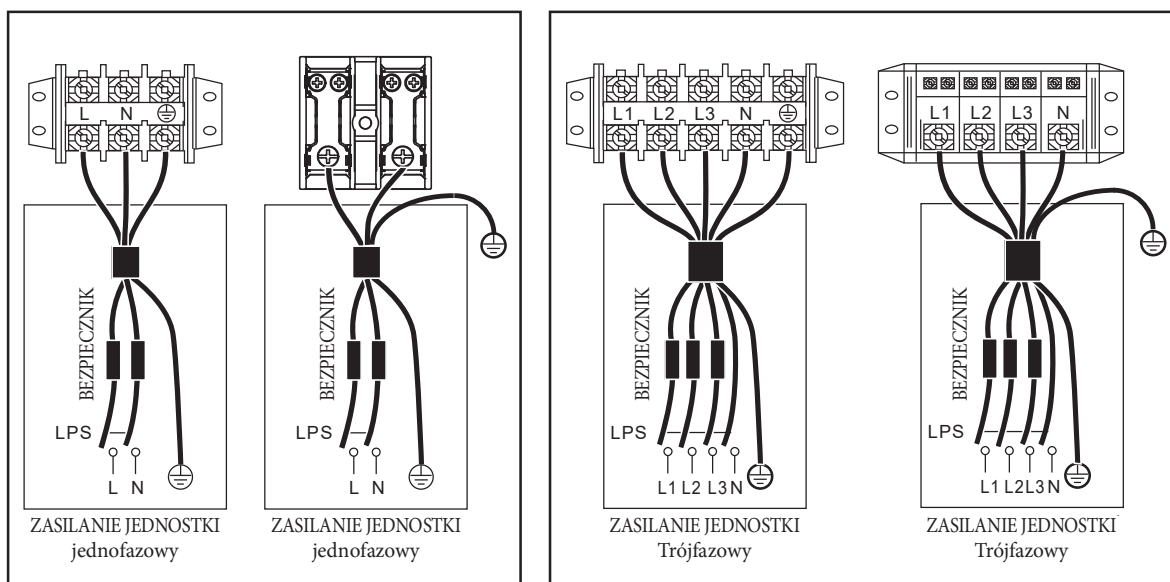 L N
BEZPIECZNIK
LPS
L N
ZASILANIE JEDNOSTKI
jednofazowy
BEZPIECZNIK
LPS
L N
ZASILANIE JEDNOSTKI
jednofazowy
L1 L2 L3 N
BEZPIECZNIK
LPS
L1 L2 L3 N
ZASILANIE JEDNOSTKI
Trójfazowy
L1 L2 L3 N
BEZPIECZNIK
LPS
L1 L2 L3 N
ZASILANIE JEDNOSTKI
Trójfazowy